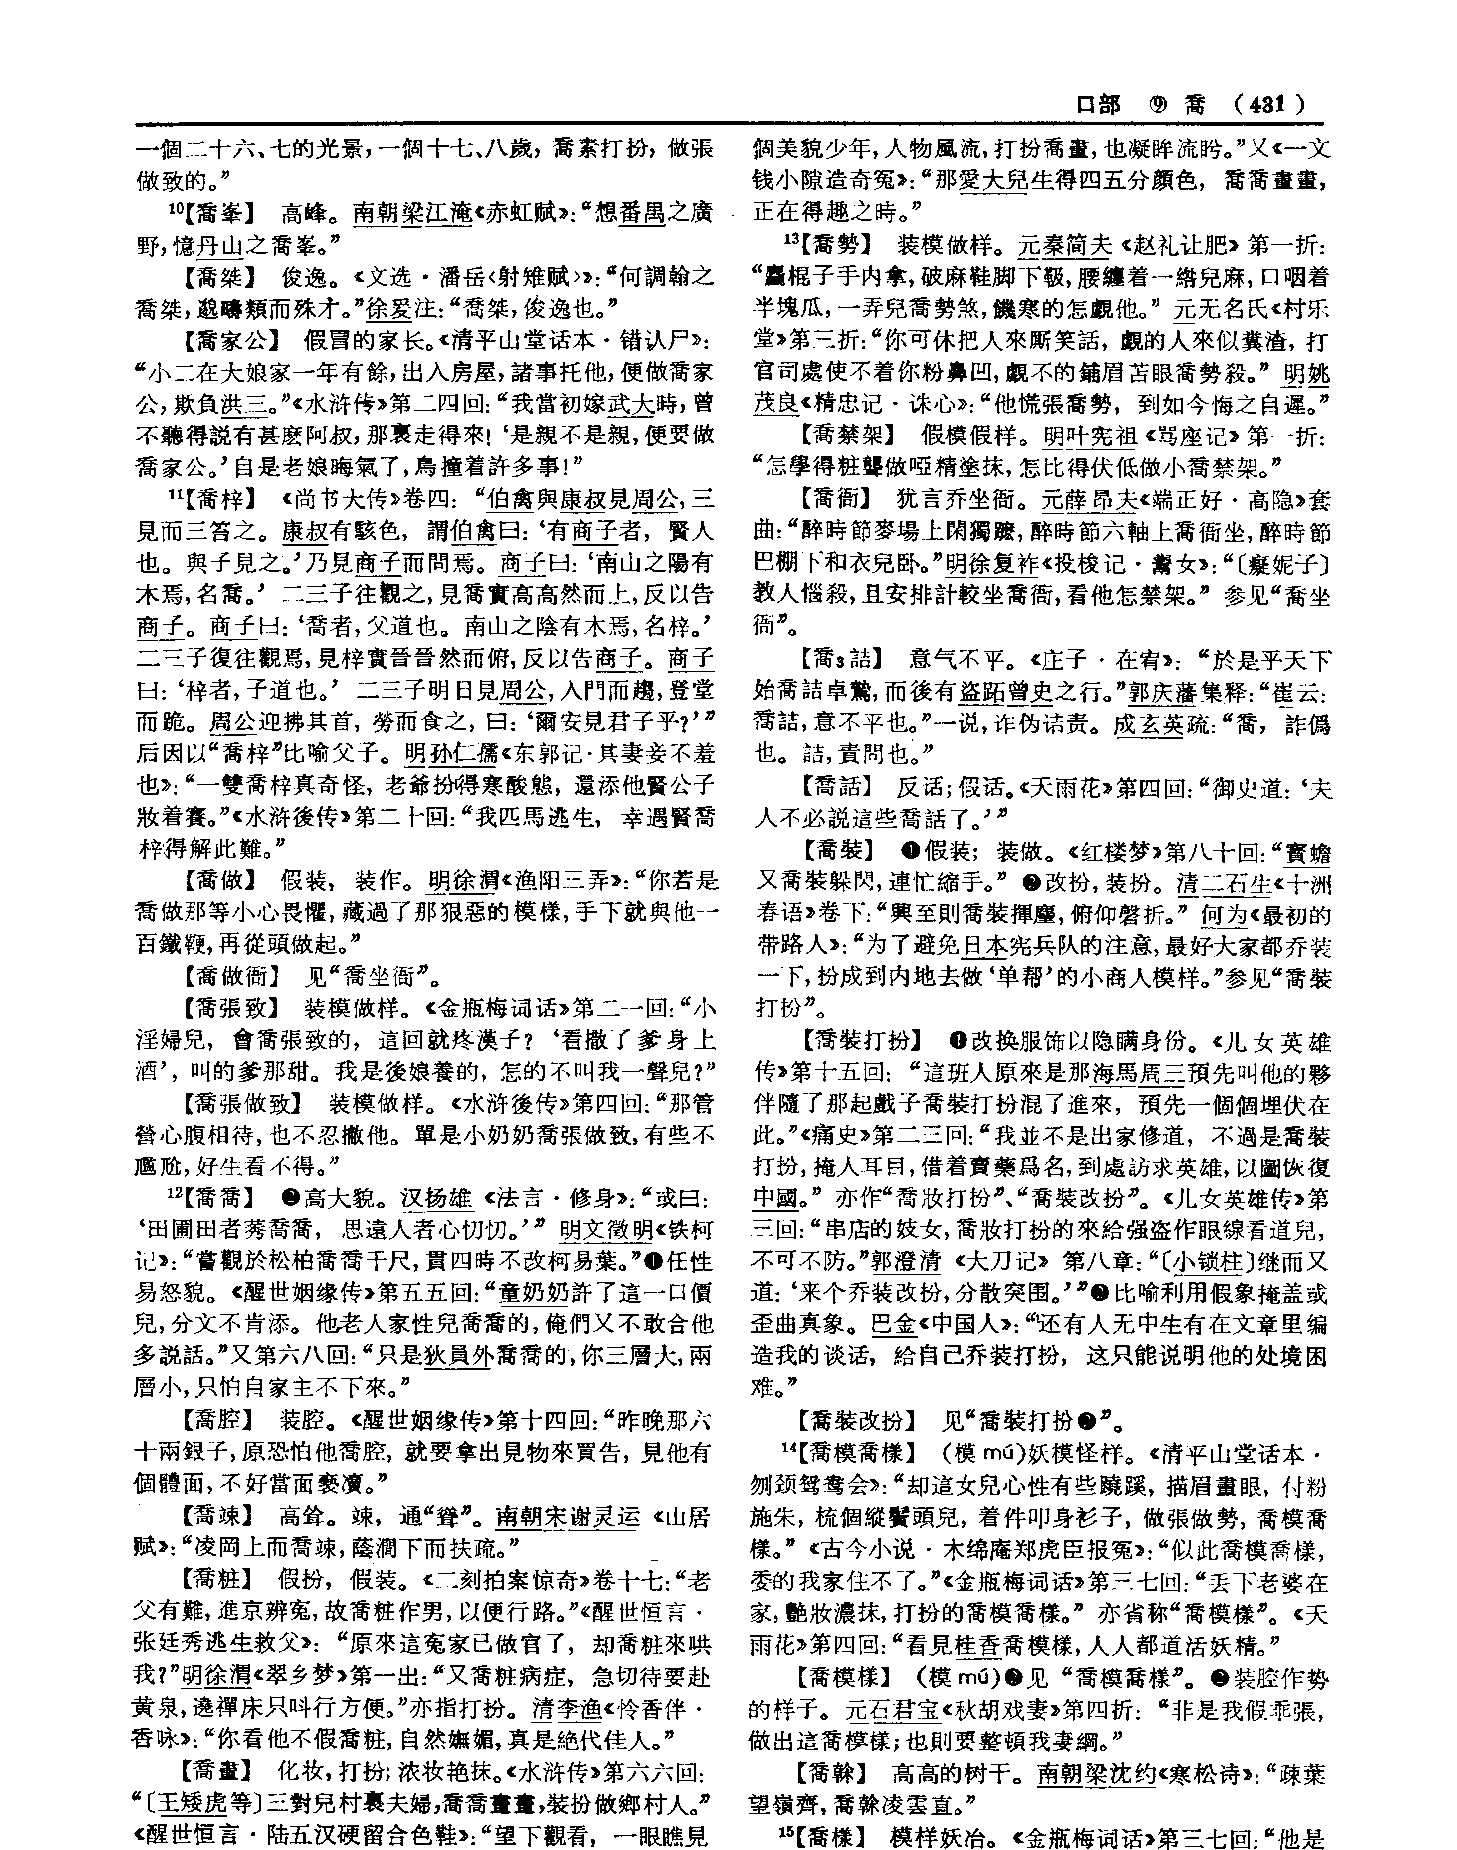 口部 ⑨ 喬 (431)
一個二十六、七的光景，一個十七、八歲，喬素打扮，做張
做致的。”
¹⁰【喬峯】 高峰。南朝梁江淹《赤虹赋》：“想番禺之廣
野，憶丹山之喬峯。”
【喬桀】 俊逸。《文选·潘岳〈射雉赋〉》：“何調翰之
喬桀，邈疇類而殊才。”徐爰注：“喬桀，俊逸也。”
【喬家公】 假冒的家长。《清平山堂话本·错认尸》：
“小二在大娘家一年有餘，出入房屋，諸事托他，便做喬家
公，欺負洪三。”《水浒传》第二四回：“我當初嫁武大時，曾
不聽得説有甚麽阿叔，那裏走得來！‘是親不是親，便要做
喬家公。’自是老娘晦氣了，鳥撞着許多事！”
¹¹【喬梓】 《尚书大传》卷四：“伯禽與康叔見周公，三
見而三笞之。康叔有駭色，謂伯禽曰：‘有商子者，賢人
也。與子見之。’乃見商子而問焉。商子曰：‘南山之陽有
木焉，名喬。’二三子往觀之，見喬實高高然而上，反以告
商子。商子曰：‘喬者，父道也。南山之陰有木焉，名梓。’
二三子復往觀焉，見梓實晉晉然而俯，反以告商子。商子
曰：‘梓者，子道也。’二三子明日見周公，入門而趨，登堂
而跪。周公迎拂其首，勞而食之，曰：‘爾安見君子乎？’”
后因以“喬梓”比喻父子。明孙仁孺《东郭记·其妻妾不羞
也》：“一雙喬梓真奇怪，老爺扮得寒酸態，還添他賢公子
妝着賽。”《水浒後传》第二十回：“我匹馬逃生，幸遇賢喬
梓得解此難。”
【喬做】 假装，装作。明徐渭《渔阳三弄》：“你若是
喬做那等小心畏懼，藏過了那狠惡的模樣，手下就與他一
百鐵鞭，再從頭做起。”
【喬做衙】 见“喬坐衙”。
【喬張致】 装模做样。《金瓶梅词话》第二一回：“小
淫婦兒，會喬張致的，這回就疼漢子？‘看撒了爹身上
酒’，叫的爹那甜。我是後娘養的，怎的不叫我一聲兒？”
【喬張做致】 装模做样。《水浒後传》第四回：“那管
營心腹相待，也不忍撇他。單是小奶奶喬張做致，有些不
尷尬，好生看不得。”
¹²【喬喬】 ❷高大貌。汉扬雄《法言·修身》：“或曰：
‘田圃田者莠喬喬，思遠人者心忉忉。’” 明文徵明《铁柯
记》：“嘗觀於松柏喬喬千尺，貫四時不改柯易葉。”❶任性
易怒貌。《醒世姻缘传》第五五回：“童奶奶許了這一口價
兒，分文不肯添。他老人家性兒喬喬的，俺們又不敢合他
多説話。”又第六八回：“只是狄員外喬喬的，你三層大，兩
層小，只怕自家主不下來。”
【喬腔】 装腔。《醒世姻缘传》第十四回：“昨晚那六
十兩銀子，原恐怕他喬腔，就要拿出見物來買告，見他有
個體面，不好當面褻瀆。”
【喬竦】 高耸。竦，通“聳”。南朝宋谢灵运《山居
赋》：“凌岡上而喬竦，蔭澗下而扶疏。”
【喬粧】 假扮，假装。《二刻拍案惊奇》卷十七：“老
父有難，進京辨寃，故喬粧作男，以便行路。”《醒世恒言·
张廷秀逃生救父》：“原來這寃家已做官了，却喬粧來哄
我？”明徐渭《翠乡梦》第一出：“又喬粧病症，急切待要赴
黄泉，遶禪床只呌行方便。”亦指打扮。清李渔《怜香伴·
香咏》：“你看他不假喬粧，自然嫵媚，真是絶代佳人。”
【喬畫】 化妆，打扮；浓妆艳抹。《水浒传》第六六回：
“〔王矮虎等〕三對兒村裏夫婦，喬喬畫畫，装扮做鄉村人。”
《醒世恒言·陆五汉硬留合色鞋》：“望下觀看，一眼瞧見
個美貌少年，人物風流，打扮喬畫，也凝眸流盼。”又《一文
钱小隙造奇冤》：“那愛大兒生得四五分顔色，喬喬畫畫，
正在得趣之時。”
¹³【喬勢】 装模做样。元秦简夫《赵礼让肥》第一折：
“麤棍子手内拿，破麻鞋脚下靸，腰纏着一綹兒麻，口咽着
半塊瓜，一弄兒喬勢煞，饑寒的怎覷他。” 元无名氏《村乐
堂》第三折：“你可休把人來厮笑話，覷的人來似糞渣，打
官司處使不着你粉鼻凹，覷不的鋪眉苫眼喬勢殺。” 明姚
茂良《精忠记·诛心》：“他慌張喬勢，到如今悔之自遲。”
【喬禁架】 假模假样。明叶宪祖《骂座记》第一折：
“怎學得粧聾做啞精塗抹，怎比得伏低做小喬禁架。”
【喬衙】 犹言乔坐衙。元薛昂夫《端正好·高隐》套
曲：“醉時節麥場上閑獨蹽，醉時節六軸上喬衙坐，醉時節
巴棚下和衣兒卧。”明徐复祚《投梭记·鬻女》：“〔癡妮子〕
教人惱殺，且安排計較坐喬衙，看他怎禁架。” 参见“喬坐
衙”。
【喬₃詰】 意气不平。《庄子·在宥》：“於是乎天下
始喬詰卓鷙，而後有盗跖曾史之行。”郭庆藩集释：“崔云：
喬詰，意不平也。”一说，诈伪诘责。成玄英疏：“喬，詐僞
也。詰，責問也。”
【喬話】 反话；假话。《天雨花》第四回：“御史道：‘夫
人不必説這些喬話了。’”
【喬裝】 ❶假装；装做。《红楼梦》第八十回：“寳蟾
又喬裝躲閃，連忙縮手。” ❷改扮，装扮。清二石生《十洲
春语》卷下：“興至則喬裝揮麈，俯仰磬折。” 何为《最初的
带路人》：“为了避免日本宪兵队的注意，最好大家都乔装
一下，扮成到内地去做‘单帮’的小商人模样。”参见“喬裝
打扮”。
【喬裝打扮】 ❶改换服饰以隐瞒身份。《儿女英雄
传》第十五回：“這班人原來是那海馬周三預先叫他的夥
伴隨了那起戲子喬裝打扮混了進來，預先一個個埋伏在
此。”《痛史》第二三回：“我並不是出家修道，不過是喬裝
打扮，掩人耳目，借着賣藥爲名，到處訪求英雄，以圖恢復
中國。” 亦作“喬妝打扮”、“喬裝改扮”。《儿女英雄传》第
三回：“串店的妓女，喬妝打扮的來給强盗作眼線看道兒，
不可不防。”郭澄清《大刀记》第八章：“〔小锁柱〕继而又
道：‘来个乔装改扮，分散突围。’”❷比喻利用假象掩盖或
歪曲真象。巴金《中国人》：“还有人无中生有在文章里编
造我的谈话，给自己乔装打扮，这只能说明他的处境困
难。”
【喬裝改扮】 见“喬裝打扮❷”。
¹⁴【喬模喬樣】 （模mú）妖模怪样。《清平山堂话本·
刎颈鸳鸯会》：“却這女兒心性有些蹺蹊，描眉畫眼，付粉
施朱，梳個縱鬢頭兒，着件叩身衫子，做張做勢，喬模喬
樣。”《古今小说·木绵庵郑虎臣报冤》：“似此喬模喬樣，
委的我家住不了。”《金瓶梅词话》第三七回：“丢下老婆在
家，艷妝濃抹，打扮的喬模喬樣。” 亦省称“喬模樣”。《天
雨花》第四回：“看見桂香喬模樣，人人都道活妖精。”
【喬模樣】 （模mú）❷见“喬模喬樣”。❷装腔作势
的样子。元石君宝《秋胡戏妻》第四折：“非是我假乖張，
做出這喬模樣；也則要整頓我妻綱。”
【喬榦】 高高的树干。南朝梁沈约《寒松诗》：“疎葉
望嶺齊，喬榦凌雲直。”
¹⁵【喬樣】 模样妖冶。《金瓶梅词话》第三七回：“他是